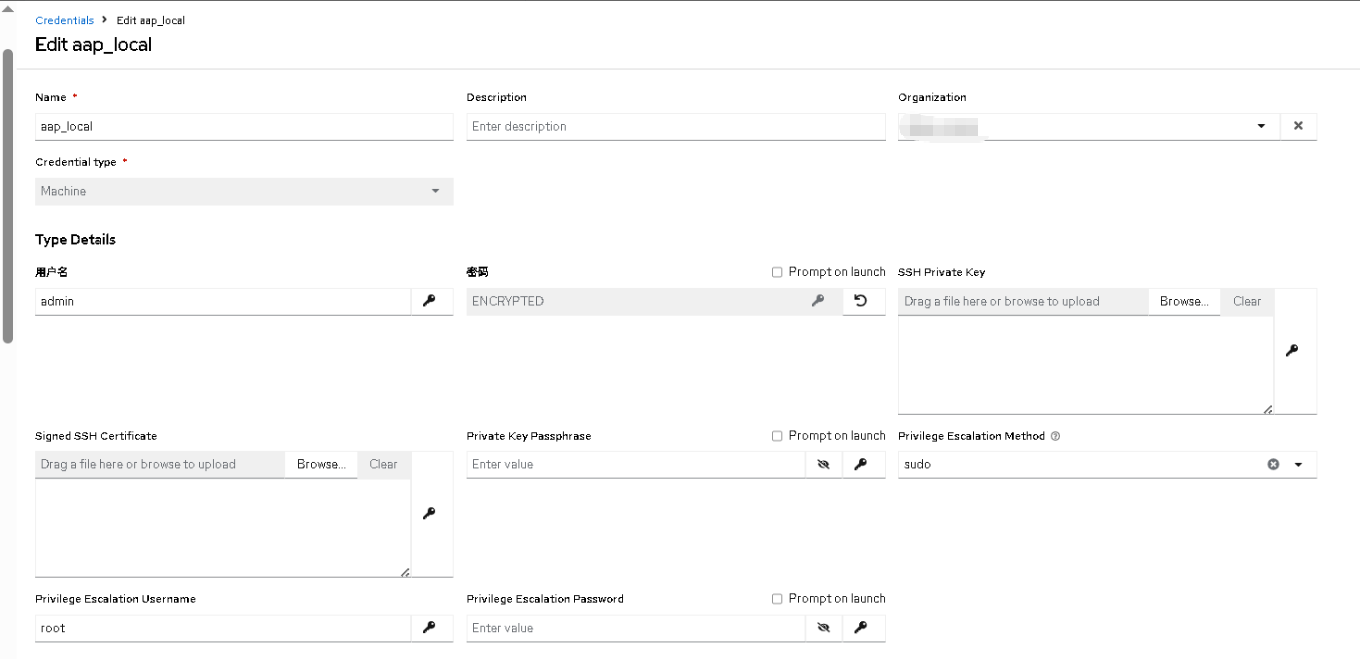 Credentials > Edit aap_local
Edit aap_local
Name * Description Organization
aap_local Enter description
Credential type *
Machine
Type Details
用户名 密码 Prompt on launch SSH Private Key
admin ENCRYPTED Drag a file here or browse to upload Browse... Clear
Signed SSH Certificate Private Key Passphrase Prompt on launch Privilege Escalation Method
Drag a file here or browse to upload Browse... Clear Enter value sudo
Privilege Escalation Username Privilege Escalation Password Prompt on launch
root Enter value